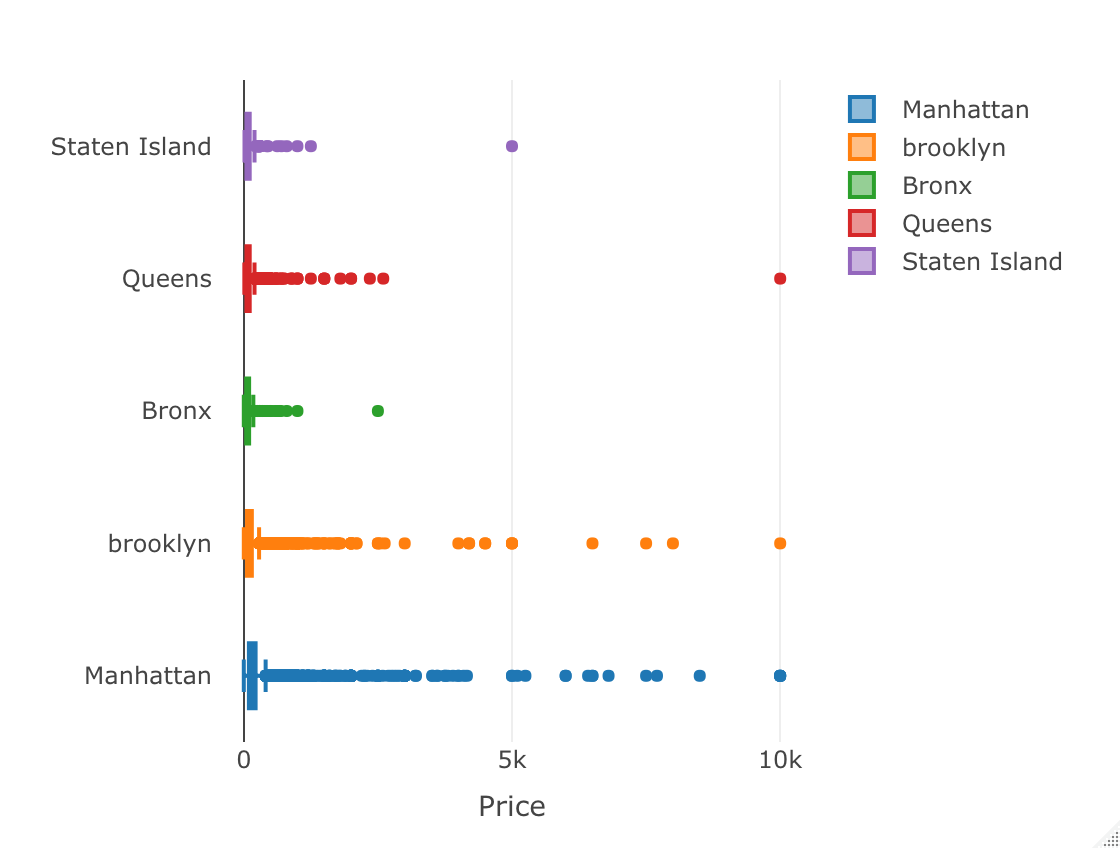 Staten Island
Queens
Bronx
brooklyn
Manhattan
0
5k
10k
Price
Manhattan
brooklyn
Bronx
Queens
Staten Island